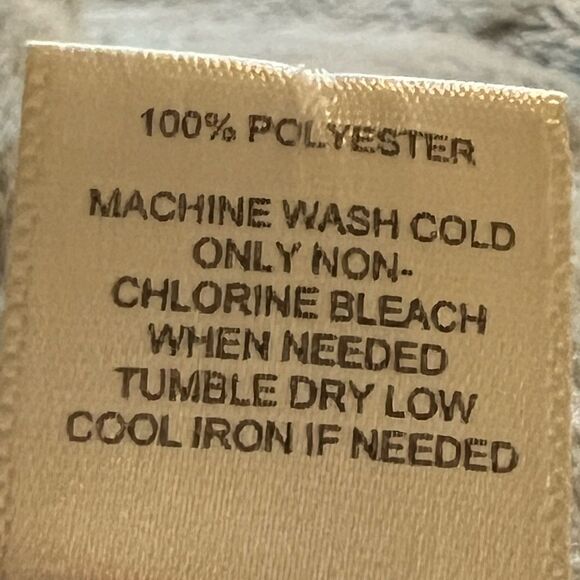 100% POLYESTER
MACHINE WASH COLD
ONLY NON-
CHLORINE BLEACH
WHEN NEEDED
TUMBLE DRY LOW
COOL IRON IF NEEDED